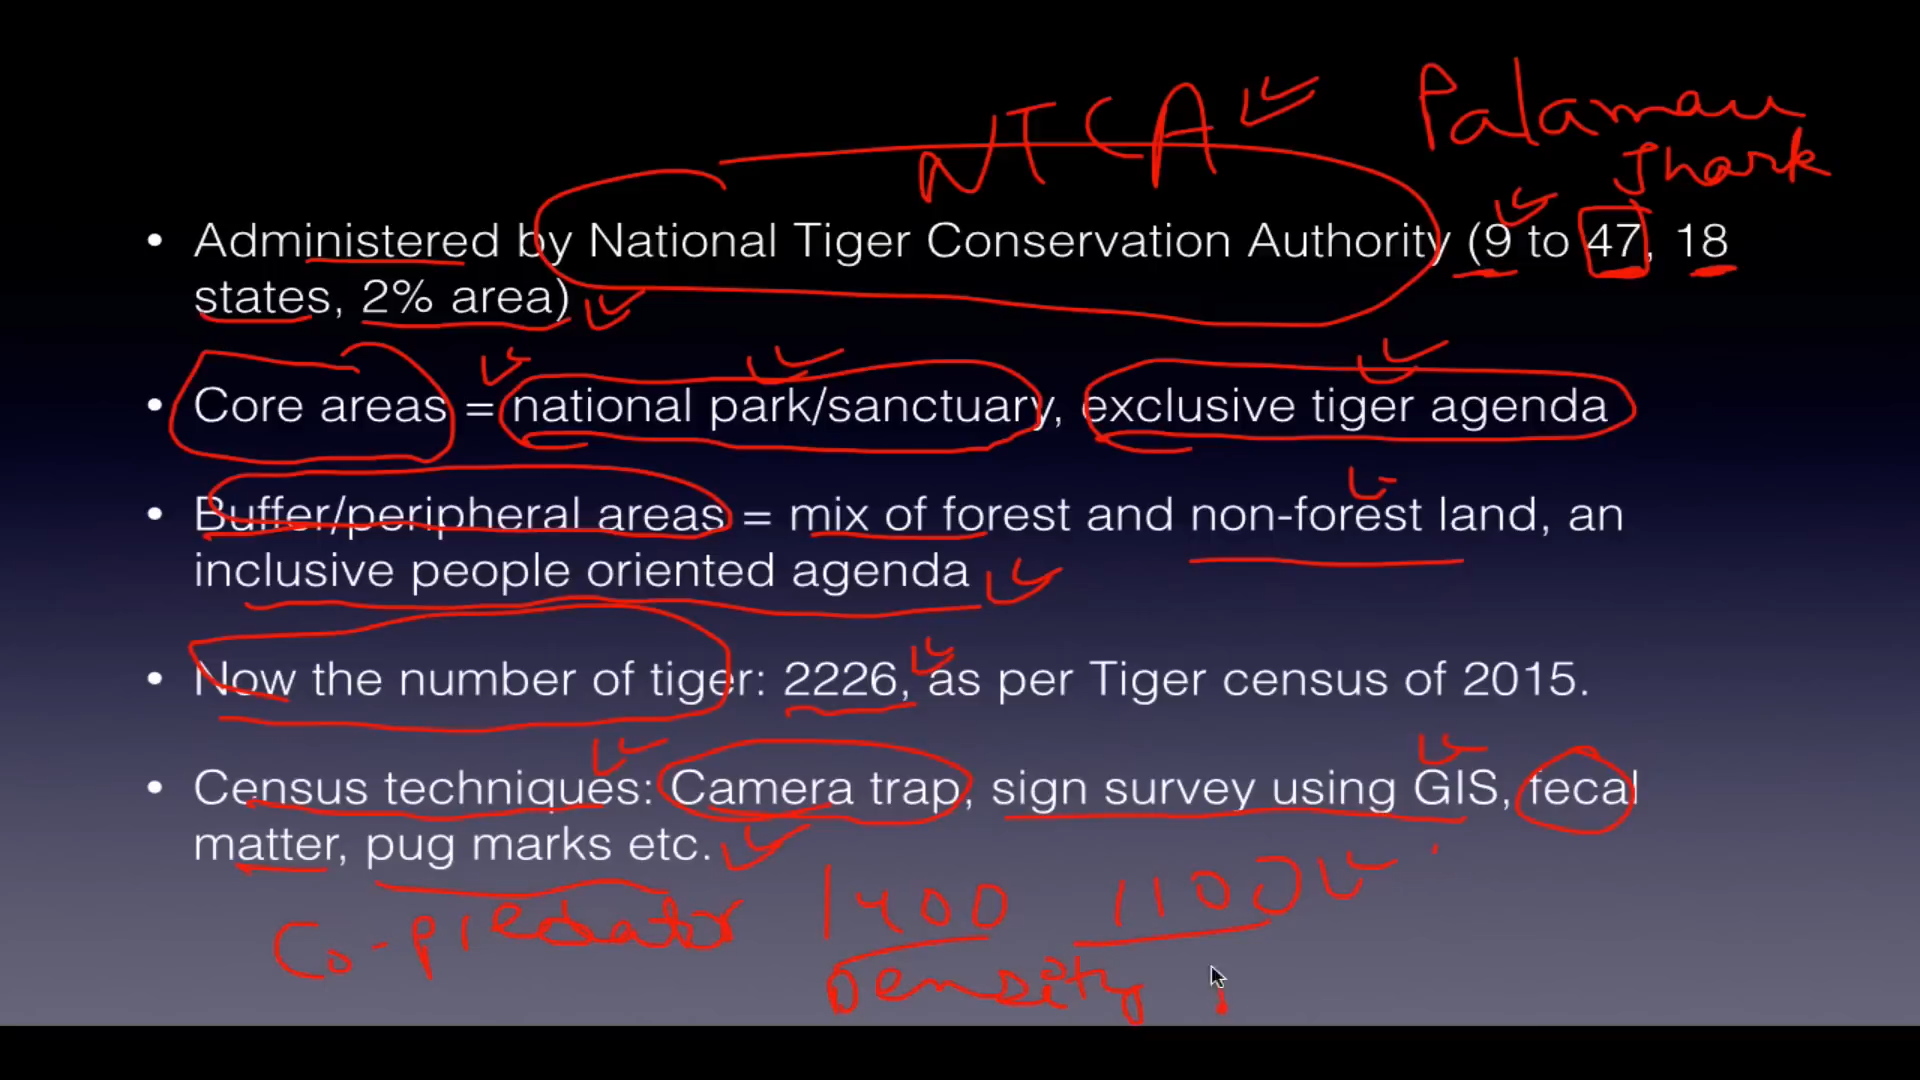 NTCA
Palamau
Jhark
• Administered by National Tiger Conservation Authority (9 to 47, 18
states, 2% area)
• Core areas = national park/sanctuary, exclusive tiger agenda
• Buffer/peripheral areas = mix of forest and non-forest land, an
inclusive people oriented agenda
• Now the number of tiger: 2226, as per Tiger census of 2015.
• Census techniques: Camera trap, sign survey using GIS, fecal
matter, pug marks etc.
Co-predator 1400 1100
Density